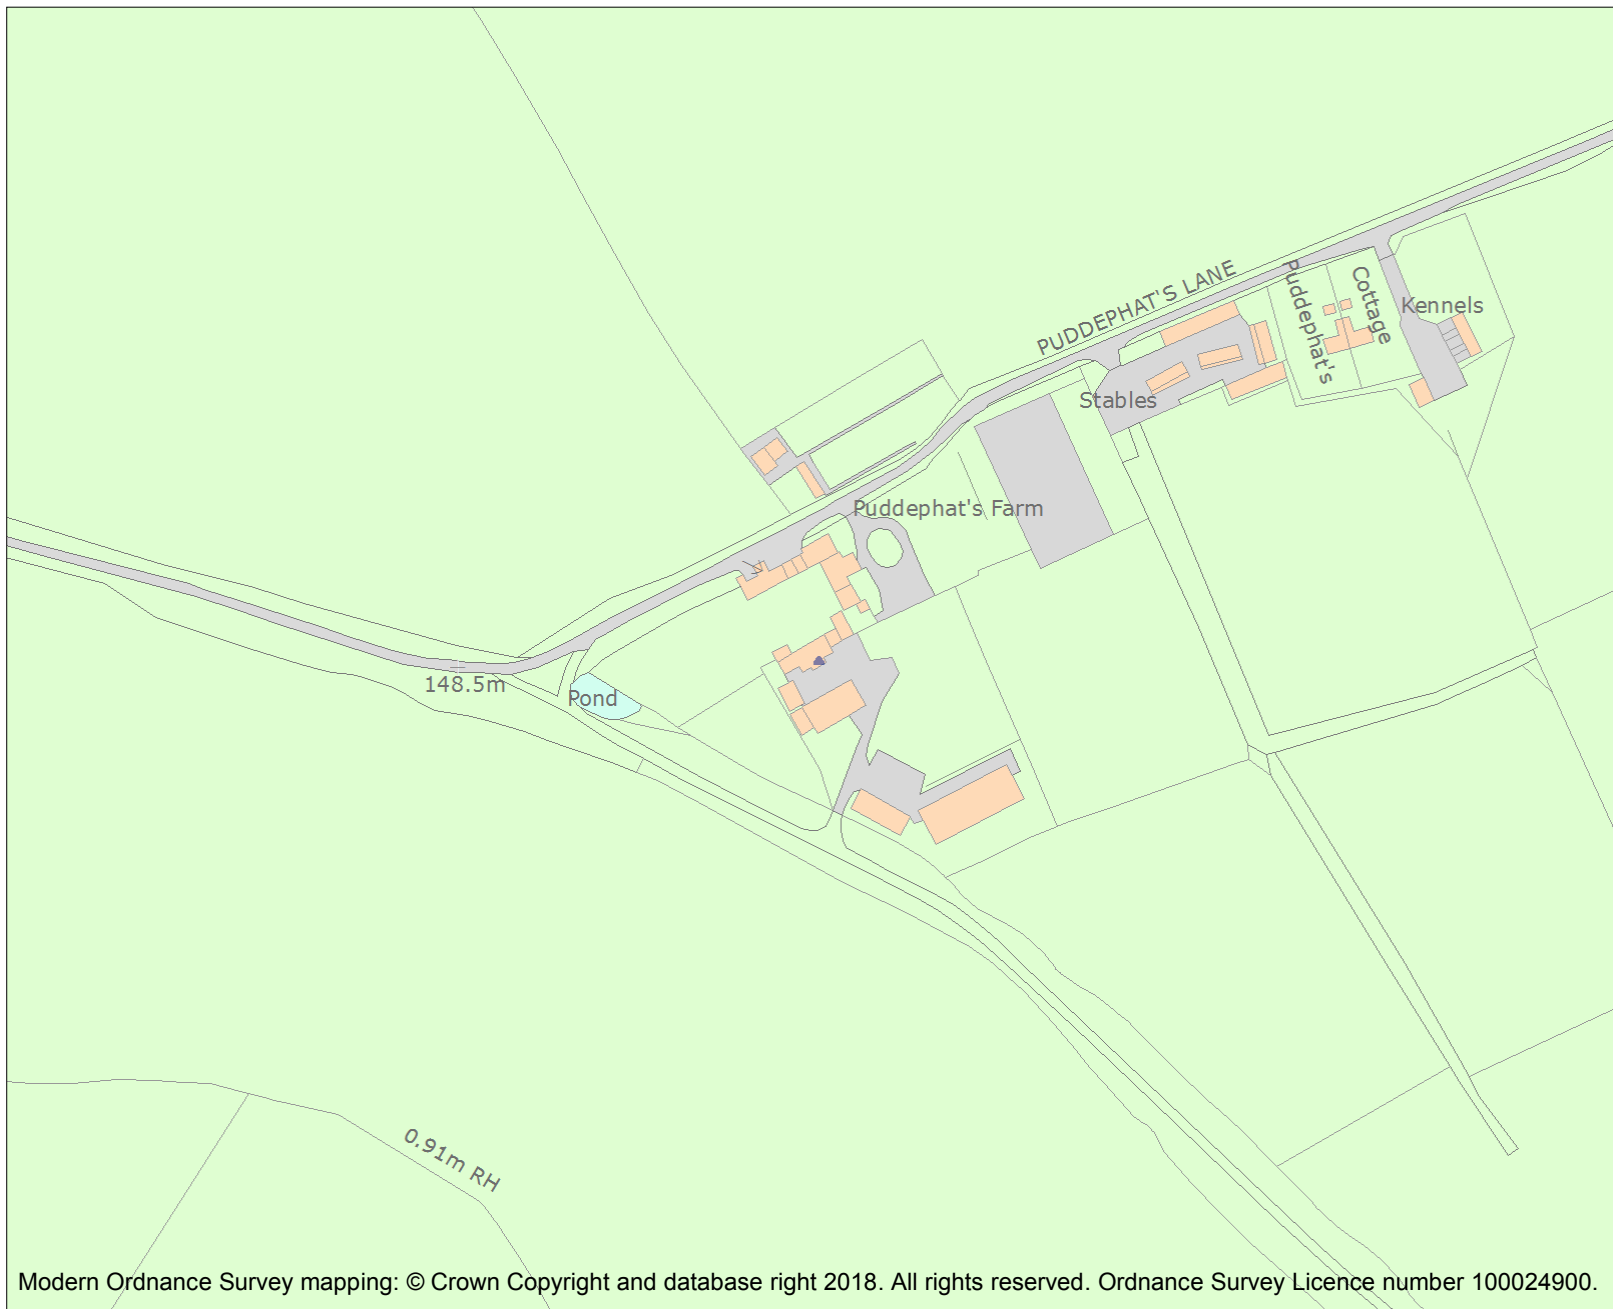 PUDDEPHAT'S LANE
Puddephat's
Cottage
Kennels
Stables
Puddephat's Farm
148.5m
Pond
0.91m RH
Modern Ordnance Survey mapping: © Crown Copyright and database right 2018. All rights reserved. Ordnance Survey Licence number 100024900.